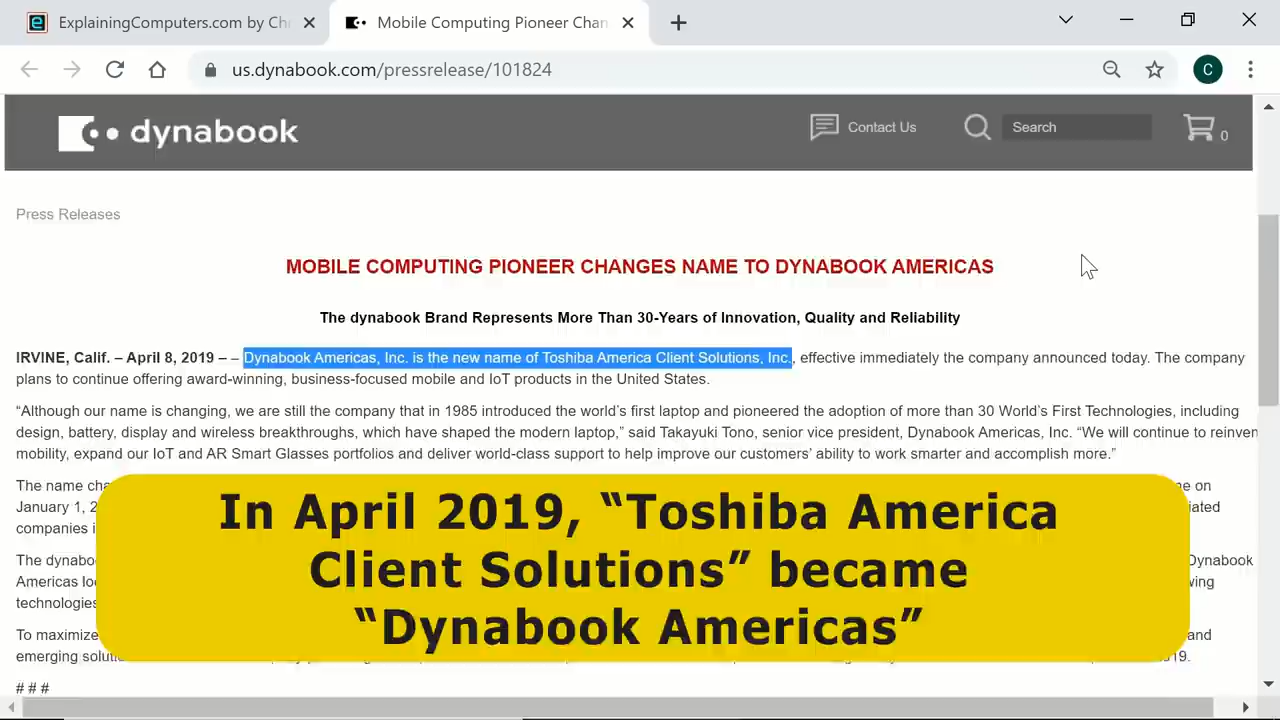 ExplainingComputers.com by Chr
Mobile Computing Pioneer Chan
us.dynabook.com/pressrelease/101824
C
dynabook
Contact Us
Search
0
Press Releases
MOBILE COMPUTING PIONEER CHANGES NAME TO DYNABOOK AMERICAS
The dynabook Brand Represents More Than 30-Years of Innovation, Quality and Reliability
IRVINE, Calif. – April 8, 2019 – – Dynabook Americas, Inc. is the new name of Toshiba America Client Solutions, Inc., effective immediately the company announced today. The company
plans to continue offering award-winning, business-focused mobile and IoT products in the United States.
“Although our name is changing, we are still the company that in 1985 introduced the world’s first laptop and pioneered the adoption of more than 30 World’s First Technologies, including
design, battery, display and wireless breakthroughs, which have shaped the modern laptop,” said Takayuki Tono, senior vice president, Dynabook Americas, Inc. “We will continue to reinven
mobility, expand our IoT and AR Smart Glasses portfolios and deliver world-class support to help improve our customers’ ability to work smarter and accomplish more.”
The name cha
ne on
January 1, 2
iated
companies i
The dynabo
Dynabook
Americas lo
wing
technologies
To maximize
and
emerging solu
019.
# # #
In April 2019, “Toshiba America
Client Solutions” became
“Dynabook Americas”